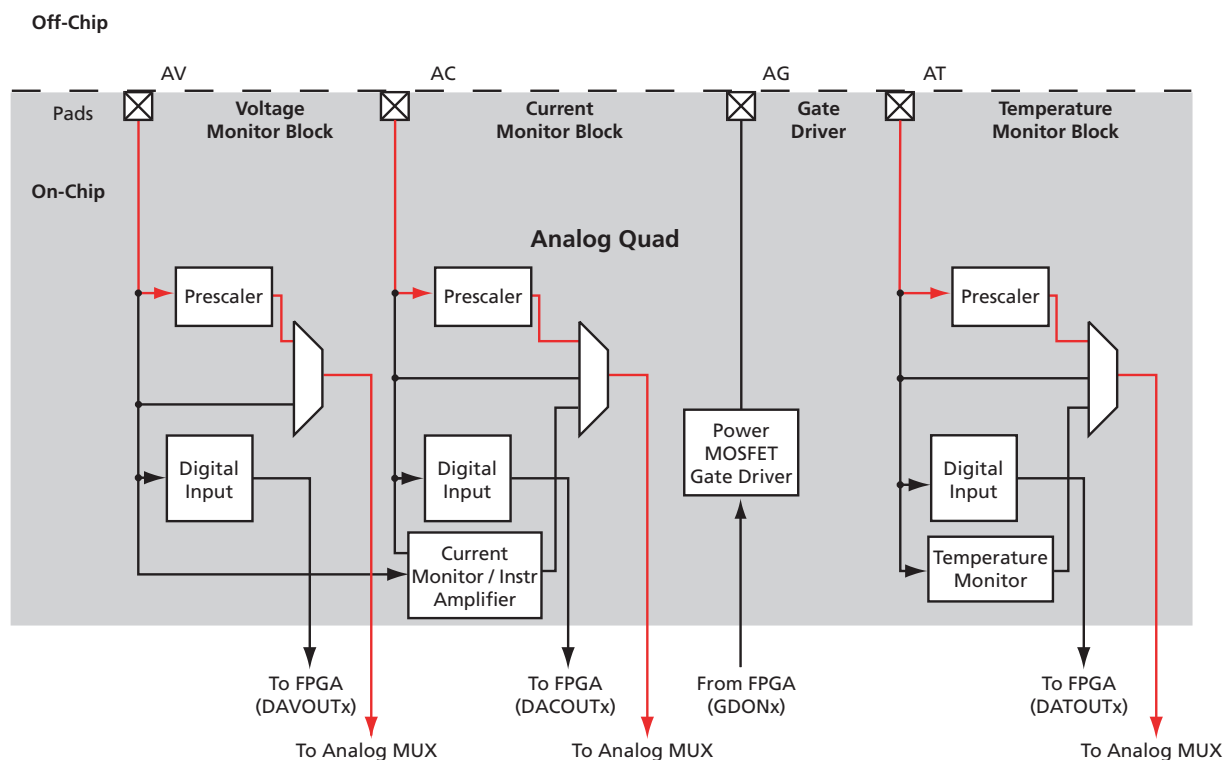 Off-Chip
AV
AC
AG
AT
Pads
Voltage
Monitor Block
Current
Monitor Block
Gate
Driver
Temperature
Monitor Block
On-Chip
Analog Quad
Prescaler
Prescaler
Prescaler
Power
MOSFET
Gate Driver
Digital
Input
Digital
Input
Digital
Input
Current
Monitor / Instr
Amplifier
Temperature
Monitor
To FPGA
(DAVOUTx)
To FPGA
(DACOUTx)
From FPGA
(GDONx)
To FPGA
(DATOUTx)
To Analog MUX
To Analog MUX
To Analog MUX